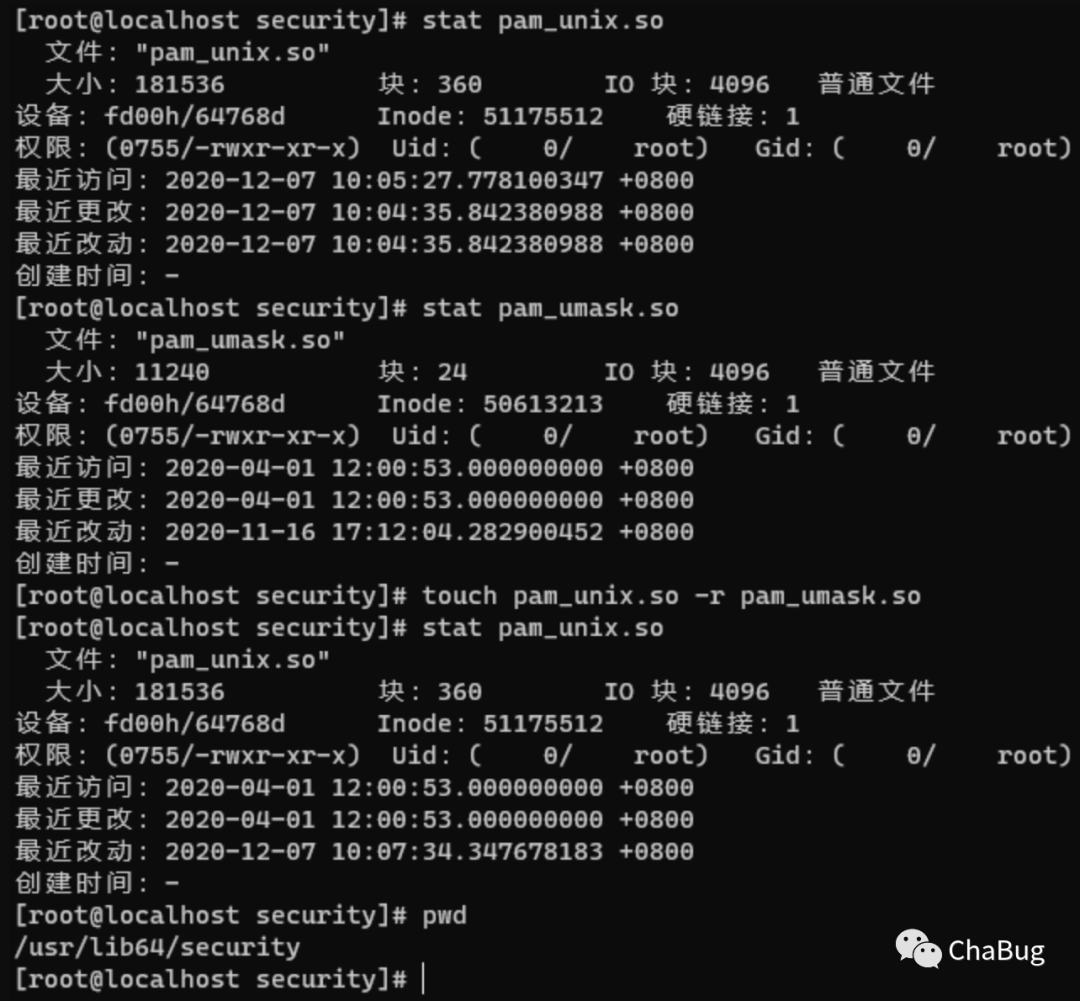 [root@localhost security]# stat pam_unix.so
  文件："pam_unix.so"
  大小：181536          块：360        IO 块：4096   普通文件
设备：fd00h/64768d      Inode：51175512    硬链接：1
权限：(0755/-rwxr-xr-x)  Uid：(    0/    root)   Gid：(    0/    root)
最近访问：2020-12-07 10:05:27.778100347 +0800
最近更改：2020-12-07 10:04:35.842380988 +0800
最近改动：2020-12-07 10:04:35.842380988 +0800
创建时间：-
[root@localhost security]# stat pam_umask.so
  文件："pam_umask.so"
  大小：11240           块：24         IO 块：4096   普通文件
设备：fd00h/64768d      Inode：50613213    硬链接：1
权限：(0755/-rwxr-xr-x)  Uid：(    0/    root)   Gid：(    0/    root)
最近访问：2020-04-01 12:00:53.000000000 +0800
最近更改：2020-04-01 12:00:53.000000000 +0800
最近改动：2020-11-16 17:12:04.282900452 +0800
创建时间：-
[root@localhost security]# touch pam_unix.so -r pam_umask.so
[root@localhost security]# stat pam_unix.so
  文件："pam_unix.so"
  大小：181536          块：360        IO 块：4096   普通文件
设备：fd00h/64768d      Inode：51175512    硬链接：1
权限：(0755/-rwxr-xr-x)  Uid：(    0/    root)   Gid：(    0/    root)
最近访问：2020-04-01 12:00:53.000000000 +0800
最近更改：2020-04-01 12:00:53.000000000 +0800
最近改动：2020-12-07 10:07:34.347678183 +0800
创建时间：-
[root@localhost security]# pwd
/usr/lib64/security
[root@localhost security]#
ChaBug